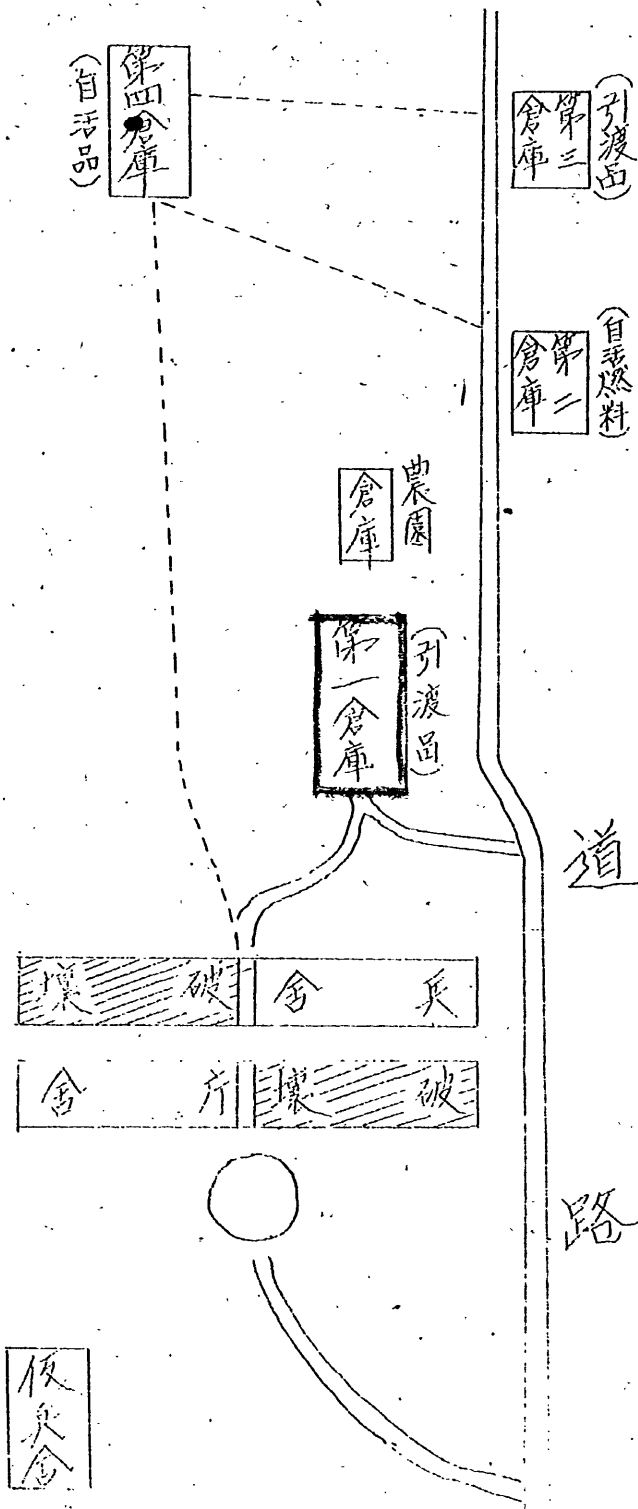 (引渡品)
第三
倉庫
(自活燃料)
第二
倉庫
第四倉庫
(自活品)
農園
倉庫
(引渡品)
第一倉庫
道
路
兵舎
破壊
破壊
庁舎
仮兵舎